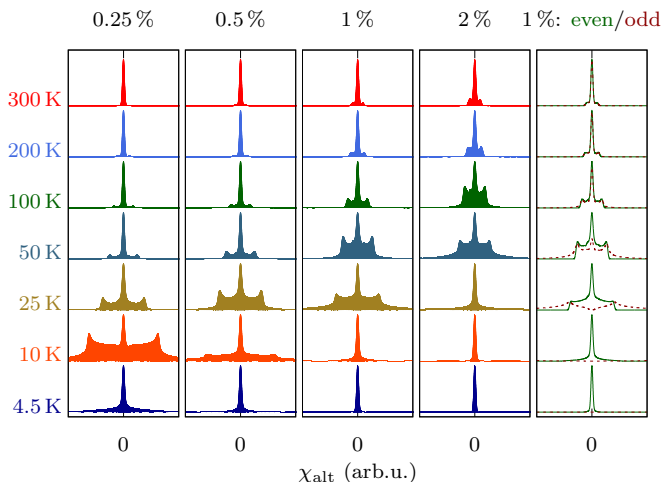 0.25 % 0.5 % 1 % 2 % 1 %: even/odd
300 K
200 K
100 K
50 K
25 K
10 K
4.5 K
0 0 0 0 0
χalt (arb.u.)